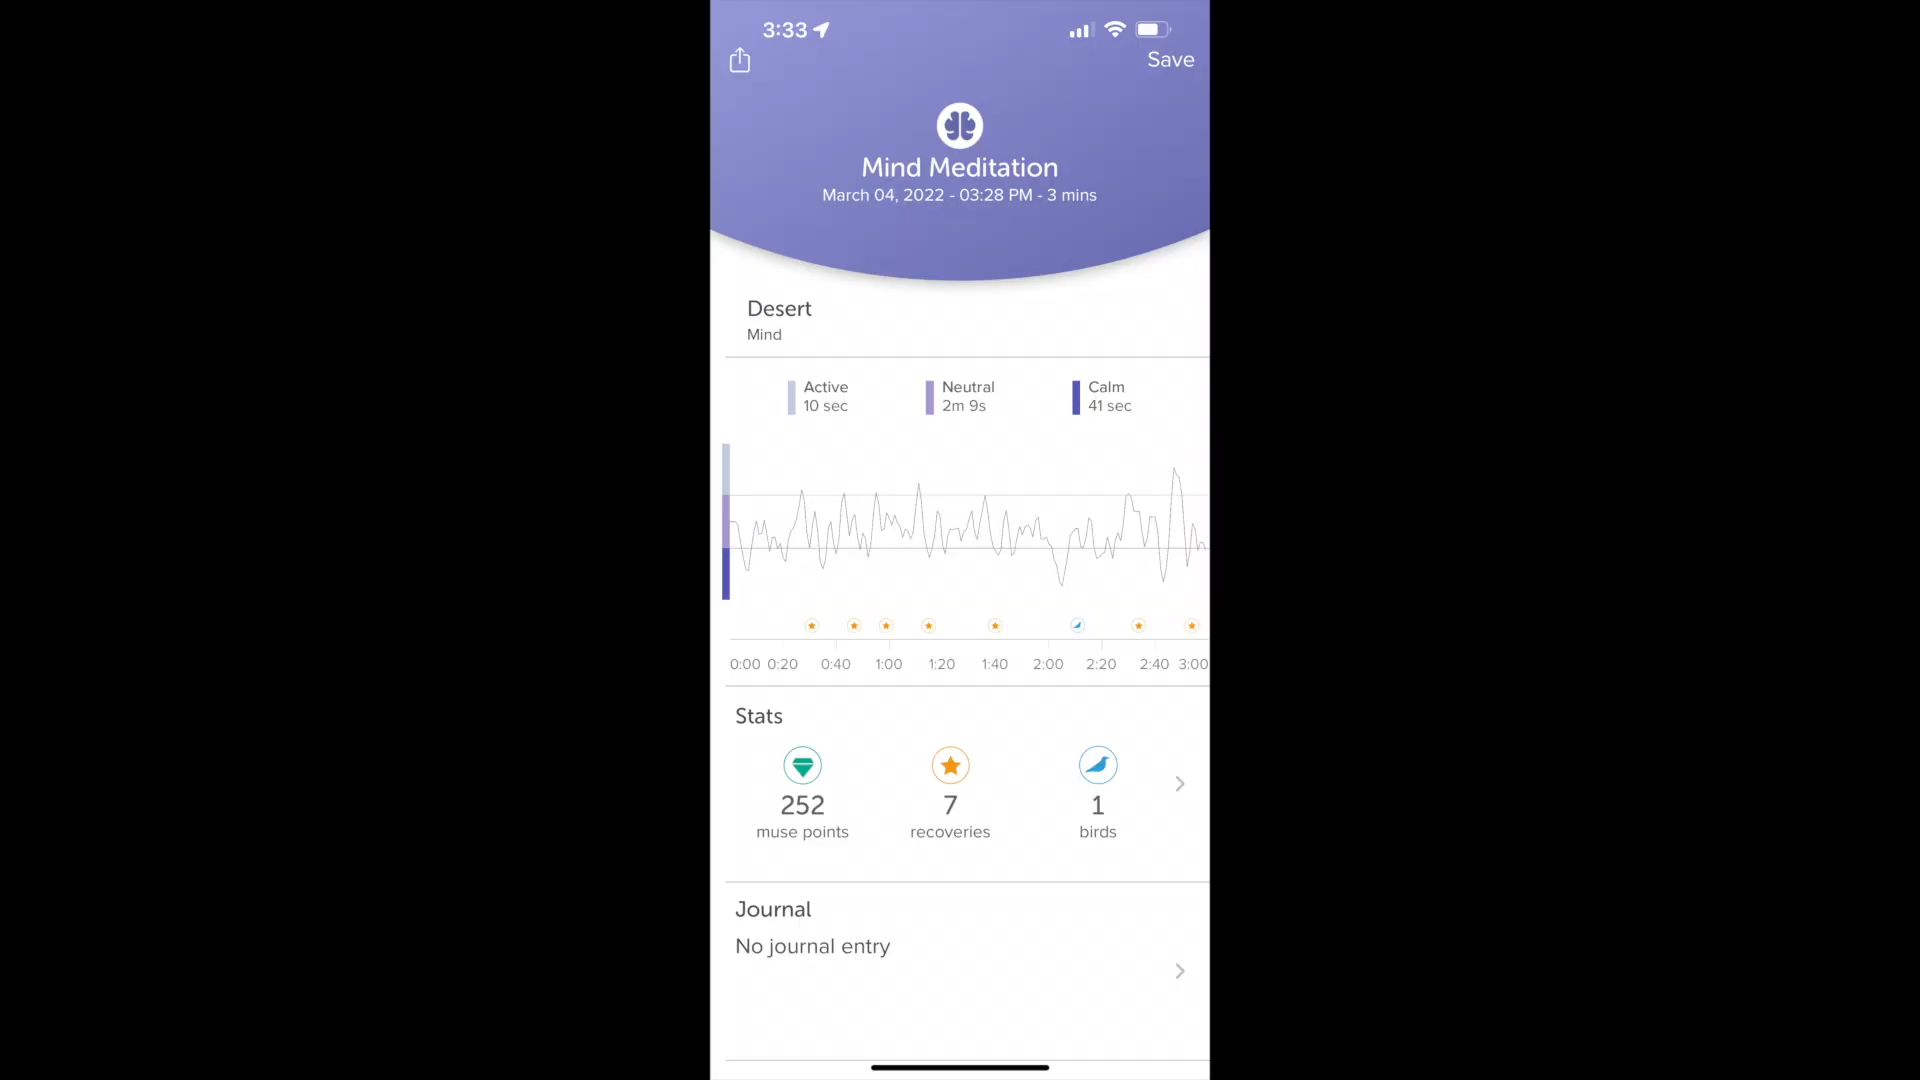 3:33
Save
Mind Meditation
March 04, 2022 - 03:28 PM - 3 mins
Desert
Mind
Active
10 sec
Neutral
2m 9s
Calm
41 sec
0:00 0:20 0:40 1:00 1:20 1:40 2:00 2:20 2:40 3:00
Stats
252
muse points
7
recoveries
1
birds
Journal
No journal entry